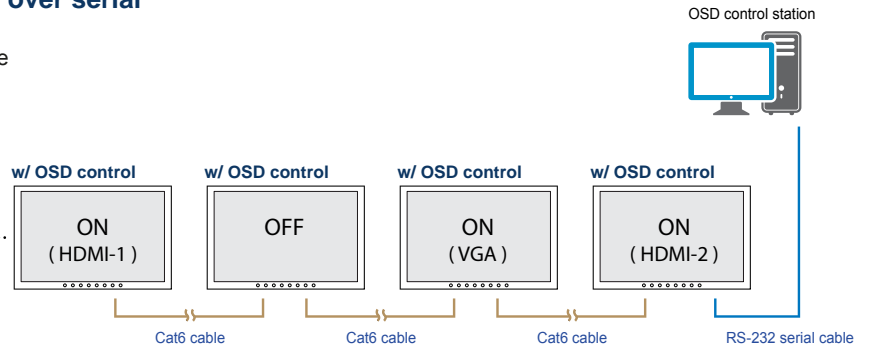 over serial
e
OSD control station
w/ OSD control
w/ OSD control
w/ OSD control
w/ OSD control
ON
( HDMI-1 )
OFF
ON
( VGA )
ON
( HDMI-2 )
..
Cat6 cable
Cat6 cable
Cat6 cable
RS-232 serial cable